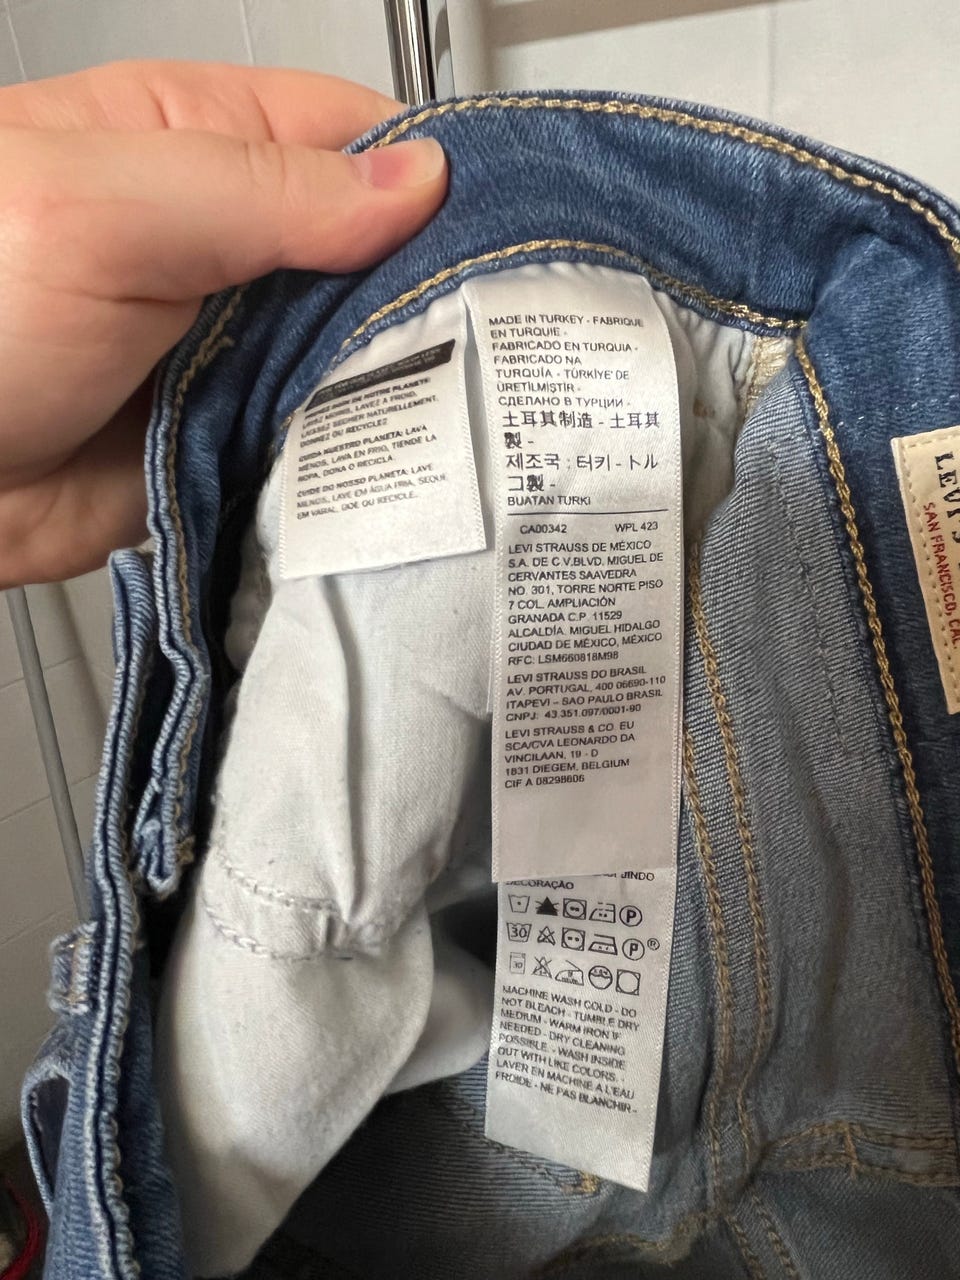 CUIDE DE NOTRE PLANETE:
LAVEZ MOINS, LAVEZ A FROID,
LAISSEZ SECHER NATURELLEMENT.
DONNEZ OU RECYCLEZ
CUIDA NUESTRO PLANETA: LAVA
MENOS, LAVA EN FRÍO, TIENDE LA
ROPA, DONA O RECICLA.
CUIDE DO NOSSO PLANETA: LAVE
MENOS, LAVE EM ÁGUA FRIA, SEQUE
EM VARAL, DOE OU RECICLE.
MADE IN TURKEY - FABRIQUE
EN TURQUIE -
FABRICADO EN TURQUIA -
FABRICADO NA
TURQUÍA - TÜRKİYE' DE
ÜRETİLMİŞTİR -
СДЕЛАНО В ТУРЦИИ -
土耳其制造 - 土耳其
製 -
제조국 : 터키 - トル
コ製 -
BUATAN TURKI
CA00342 WPL 423
LEVI STRAUSS DE MÉXICO
S.A. DE C.V.BLVD. MIGUEL DE
CERVANTES SAAVEDRA
NO. 301, TORRE NORTE PISO
7 COL. AMPLIACIÓN
GRANADA C.P. 11529
ALCALDÍA. MIGUEL HIDALGO
CIUDAD DE MÉXICO, MÉXICO
RFC: LSM660818M98
LEVI STRAUSS DO BRASIL
AV. PORTUGAL, 400 06690-110
ITAPEVI – SAO PAULO BRASIL
CNPJ: 43.351.097/0001-90
LEVI STRAUSS & CO. EU
SCA/CVA LEONARDO DA
VINCILAAN, 19 - D
1831 DIEGEM, BELGIUM
CIF A 08298606
DECORAÇÃO
P
30 P®
30
MACHINE WASH COLD - DO
NOT BLEACH - TUMBLE DRY
MEDIUM - WARM IRON IF
NEEDED - DRY CLEANING
POSSIBLE - WASH INSIDE
OUT WITH LIKE COLORS. -
LAVER EN MACHINE A L'EAU
FROIDE - NE PAS BLANCHIR -
LEVI'S
SAN FRANCISCO, CAL.